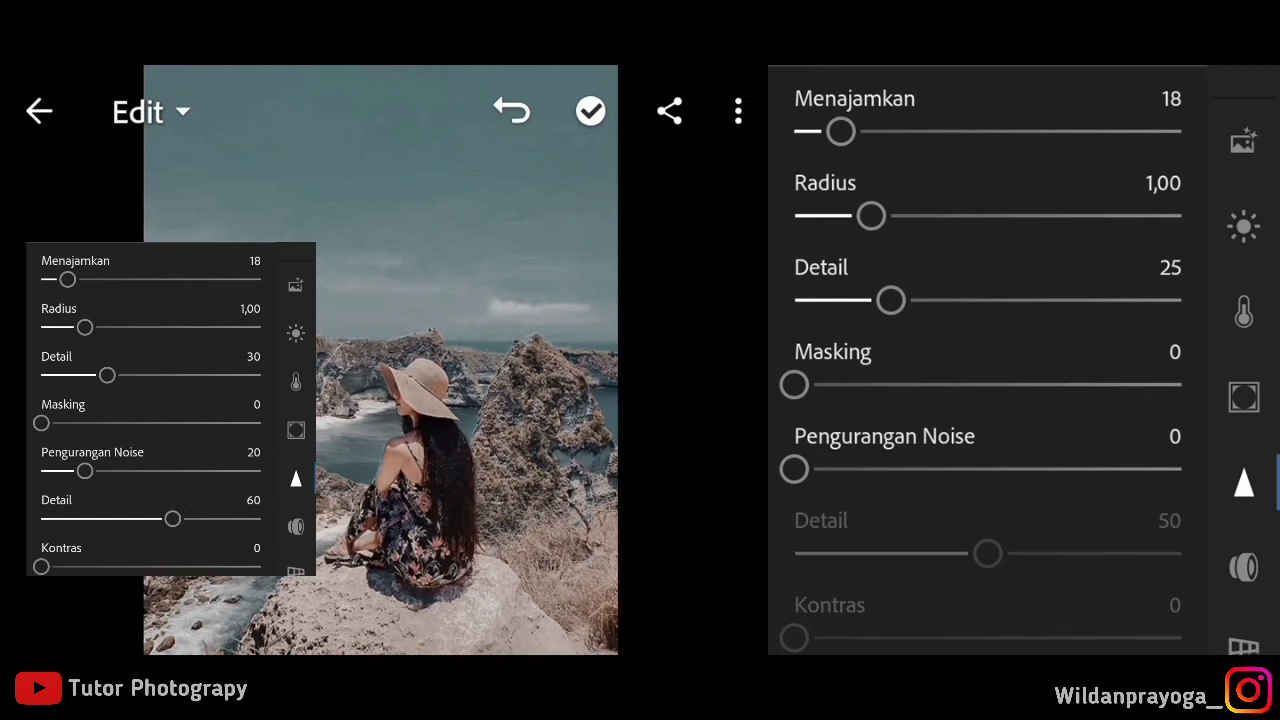 Edit
Menajamkan 18
Radius 1,00
Detail 30
Masking 0
Pengurangan Noise 20
Detail 60
Kontras 0
Menajamkan 18
Radius 1,00
Detail 25
Masking 0
Pengurangan Noise 0
Detail 50
Kontras 0
Tutor Photograpy
Wildanprayoga_